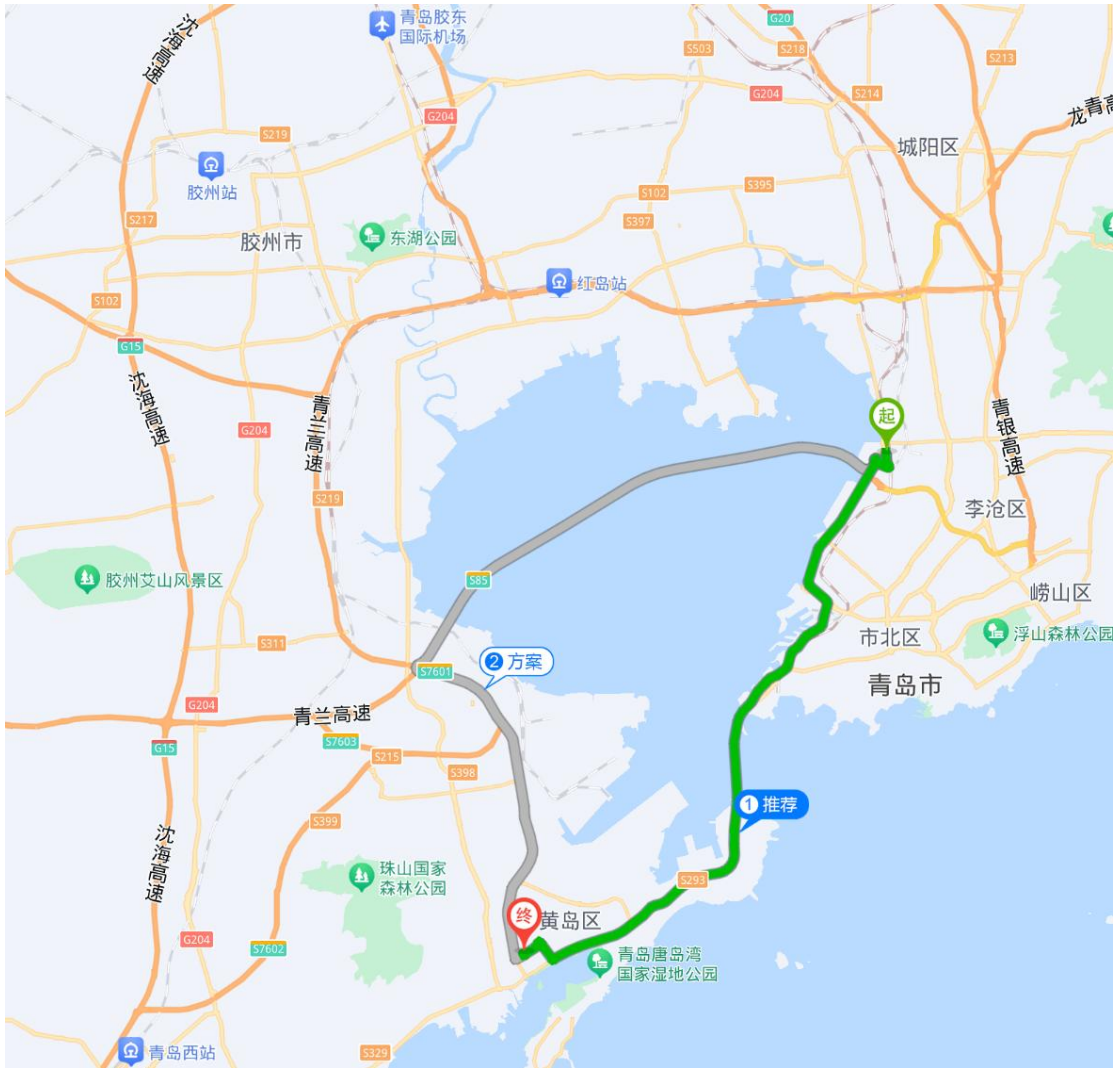 沈海高速
青岛胶东
国际机场
G20
S503
S218
S213
G204
S214
G204
龙青高
S219
城阳区
胶州站
S102
S395
S217
S397
胶州市
东湖公园
红岛站
S102
G15
沈海高速
青兰高速
G204
起
青银高速
S219
李沧区
S85
胶州艾山风景区
崂山区
S311
市北区
浮山森林公园
2 方案
S7601
青岛市
G204
青兰高速
G15
S7603
S215
S398
1 推荐
S399
沈海高速
珠山国家
森林公园
S293
终
黄岛区
G204
S7602
青岛唐岛湾
国家湿地公园
青岛西站
S329